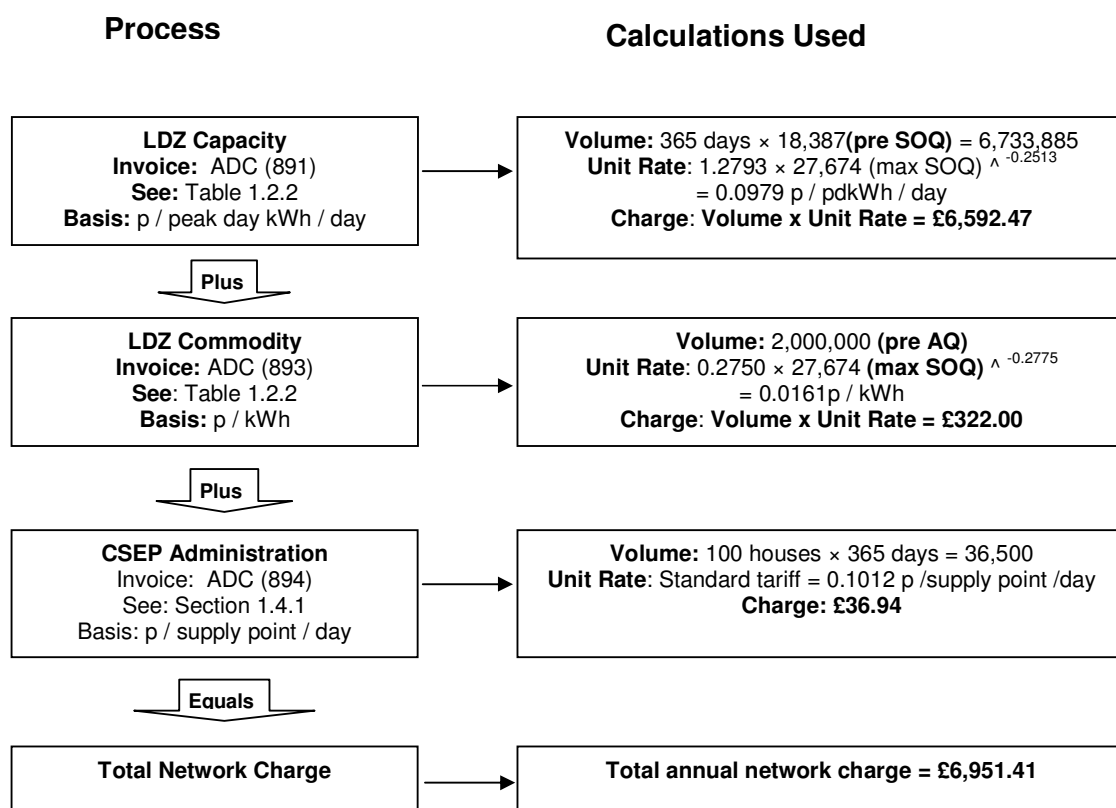 Process
Calculations Used
LDZ Capacity
Invoice: ADC (891)
See: Table 1.2.2
Basis: p / peak day kWh / day
Volume: 365 days × 18,387(pre SOQ) = 6,733,885
Unit Rate: 1.2793 × 27,674 (max SOQ) ^ -0.2513
= 0.0979 p / pdkWh / day
Charge: Volume x Unit Rate = £6,592.47
Plus
LDZ Commodity
Invoice: ADC (893)
See: Table 1.2.2
Basis: p / kWh
Volume: 2,000,000 (pre AQ)
Unit Rate: 0.2750 × 27,674 (max SOQ) ^ -0.2775
= 0.0161p / kWh
Charge: Volume x Unit Rate = £322.00
Plus
CSEP Administration
Invoice: ADC (894)
See: Section 1.4.1
Basis: p / supply point / day
Volume: 100 houses × 365 days = 36,500
Unit Rate: Standard tariff = 0.1012 p /supply point /day
Charge: £36.94
Equals
Total Network Charge
Total annual network charge = £6,951.41